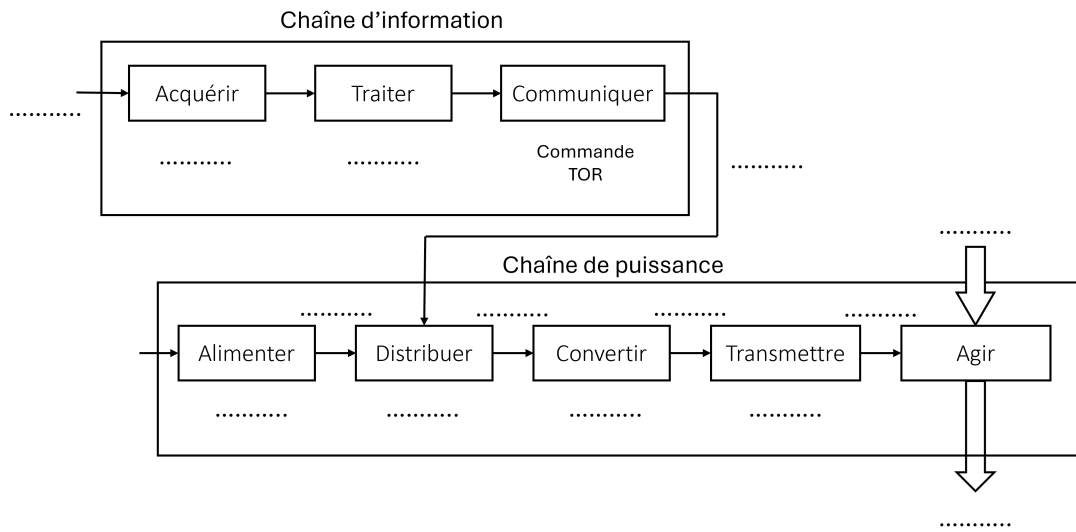 Chaîne d’information
Acquérir
Traiter
Communiquer
...........
...........
...........
Commande
TOR
...........
...........
Chaîne de puissance
...........
...........
...........
...........
Alimenter
Distribuer
Convertir
Transmettre
Agir
...........
...........
...........
...........
...........